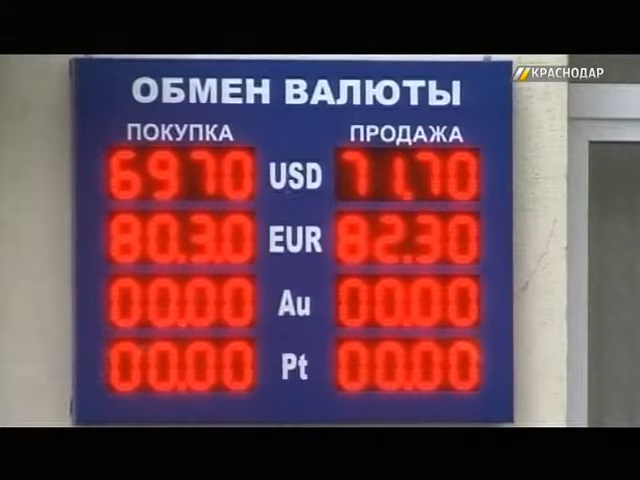 КРАСНОДАР
ОБМЕН ВАЛЮТЫ
ПОКУПКА ПРОДАЖА
69.70 USD 71.70
80.30 EUR 82.30
00.00 Au 00.00
00.00 Pt 00.00